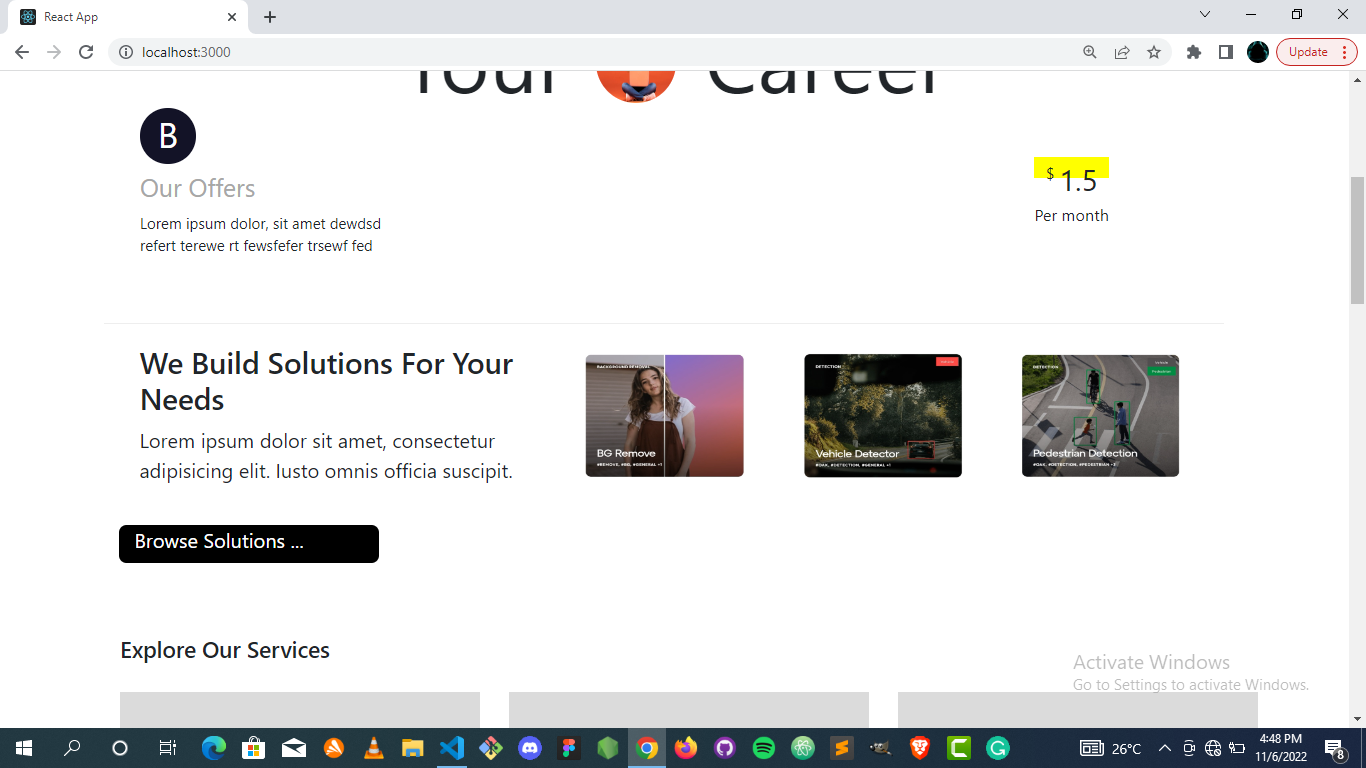 React App
localhost:3000
Update
Your Career
B
Our Offers
Lorem ipsum dolor, sit amet dewdsd
refert terewe rt fewsfefer trsewf fed
$ 1.5
Per month
We Build Solutions For Your
Needs
Lorem ipsum dolor sit amet, consectetur
adipisicing elit. Iusto omnis officia suscipit.
BACKGROUND REMOVAL
BG Remove
#REMOVE, #BG, #GENERAL +1
DETECTION
Vehicle Detector
#OAK, #DETECTION, #GENERAL +1
DETECTION
Vehicle
Pedestrian
Pedestrian Detection
#OAK, #DETECTION, #PEDESTRIAN +2
Browse Solutions ...
Explore Our Services
Activate Windows
Go to Settings to activate Windows.
26°C
4:48 PM
11/6/2022
8